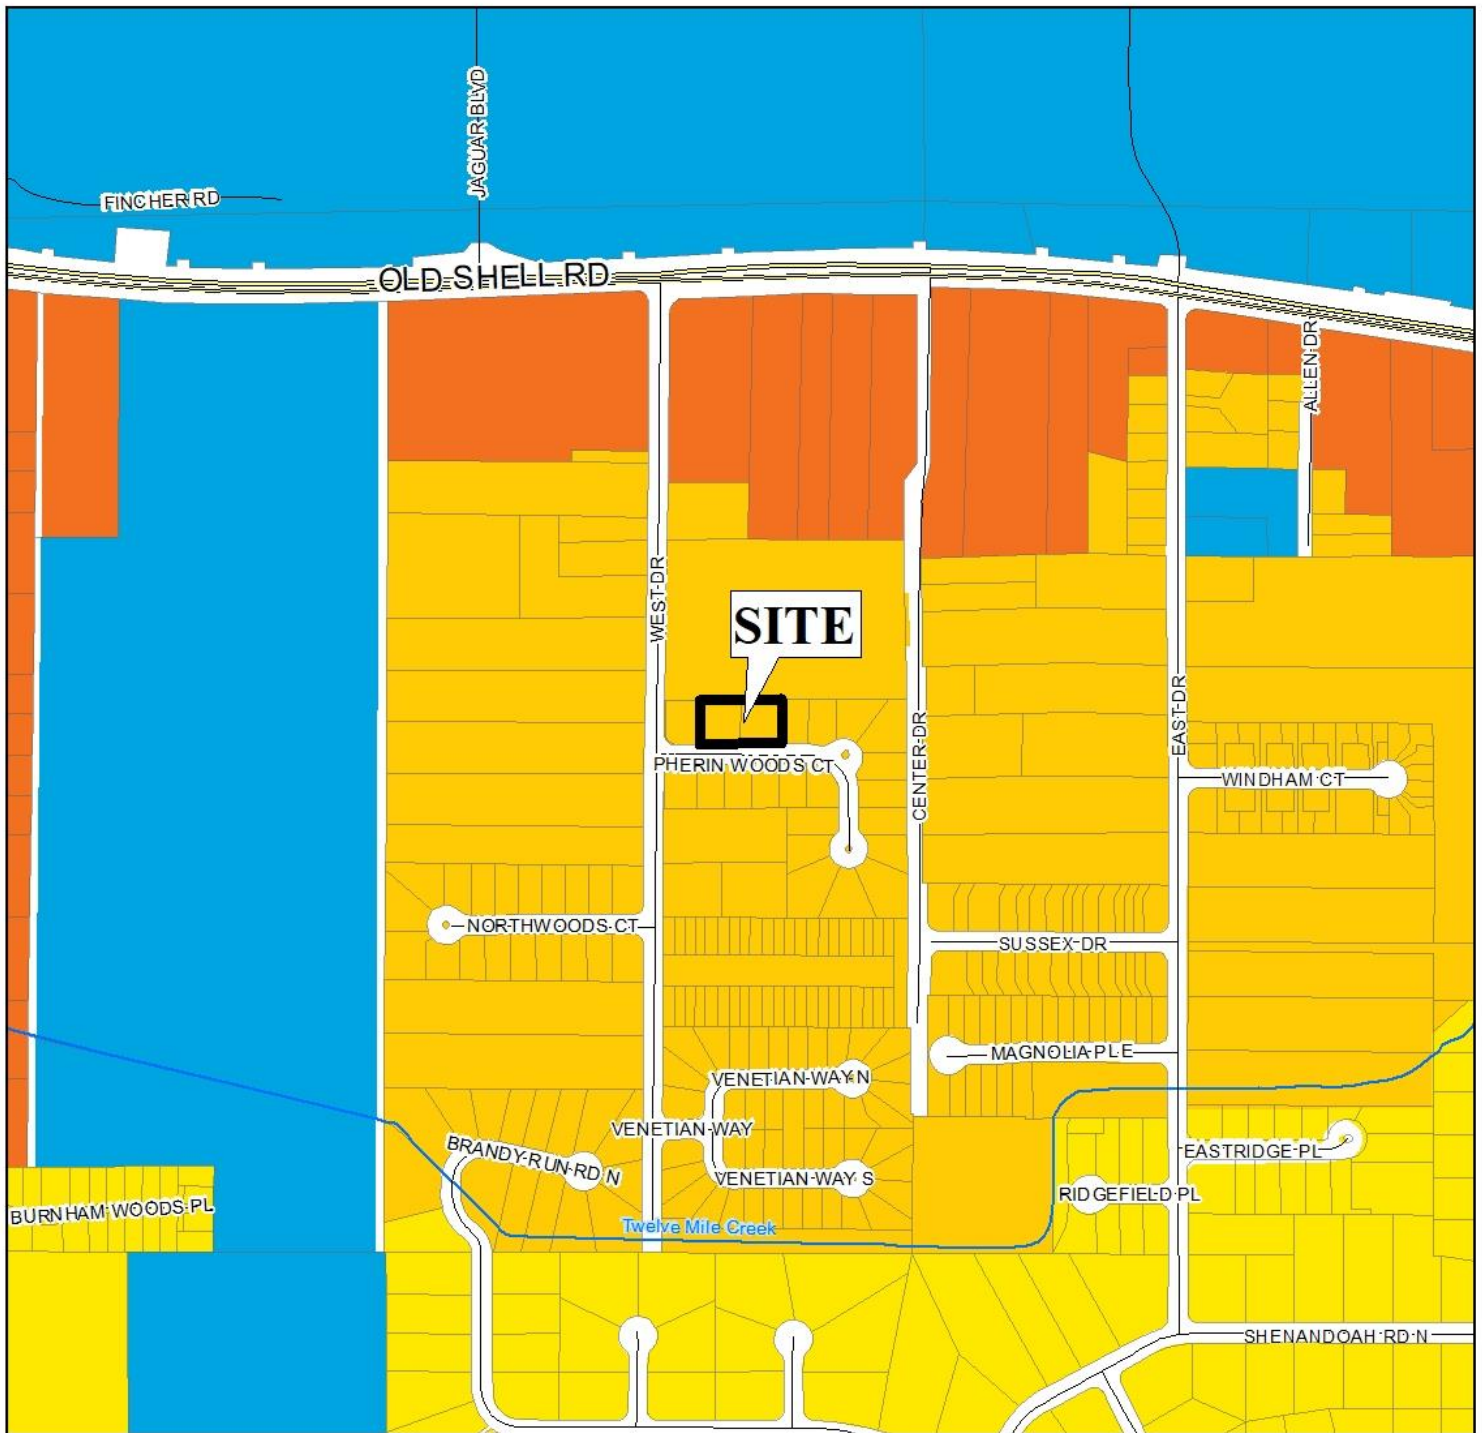 JAGUAR BLVD
FINCHER RD
OLD SHELL RD
ALLEN DR
WEST DR
SITE
EAST DR
CENTER DR
PHERIN WOODS CT
WINDHAM CT
NORTHWOODS CT
SUSSEX DR
MAGNOLIA PL E
VENETIAN WAY N
VENETIAN WAY
BRANDY RUN RD N
EASTRIDGE PL
VENETIAN WAY S
RIDGEFIELD PL
BURNHAM WOODS PL
Twelve Mile Creek
SHENANDOAH RD N